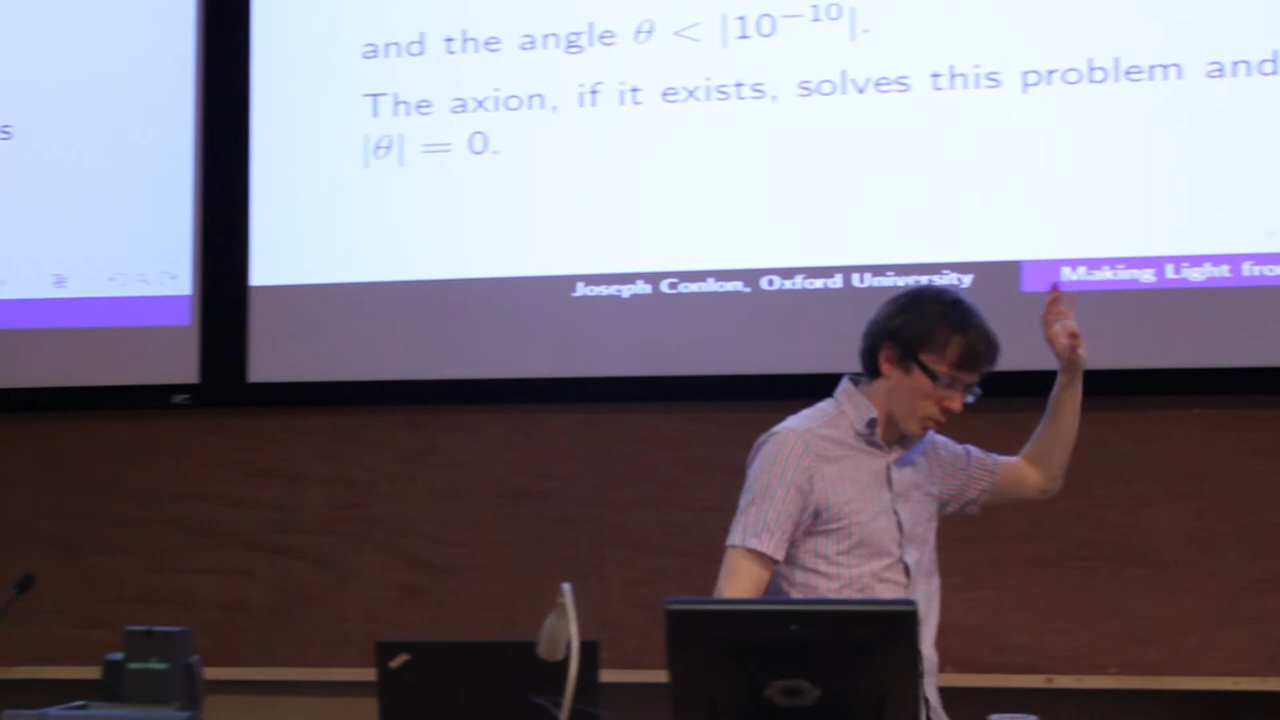 and the angle θ < |10⁻¹⁰|.
The axion, if it exists, solves this problem and
|θ| = 0.
s
Joseph Conlon, Oxford University
Making Light fro